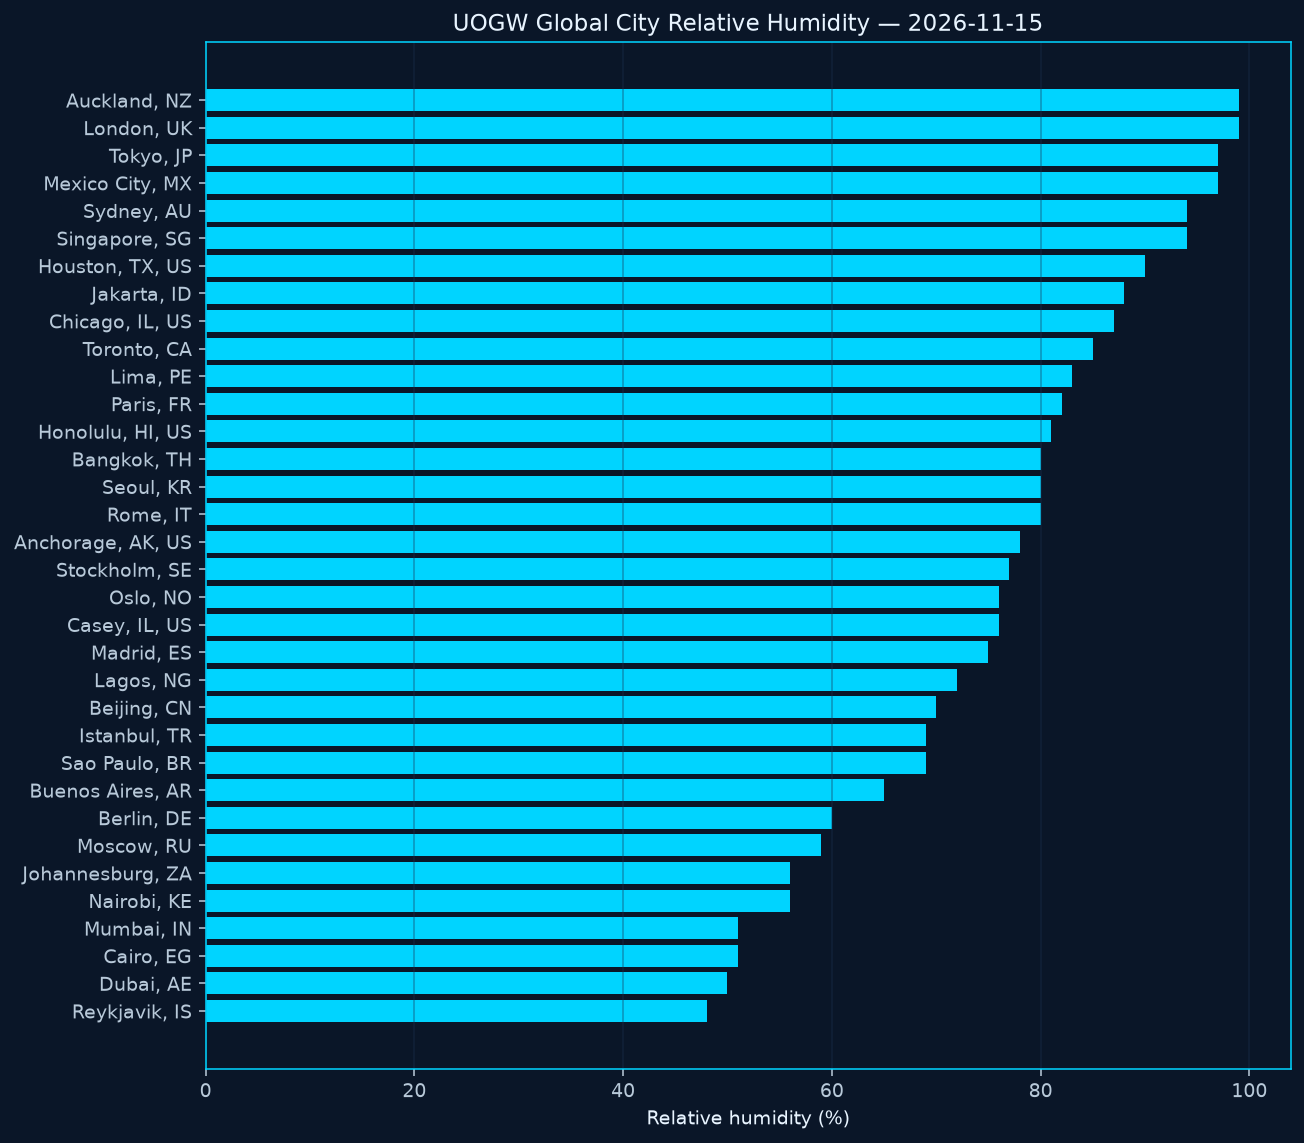 UOGW Global City Relative Humidity — 2026-11-15
Auckland, NZ
London, UK
Tokyo, JP
Mexico City, MX
Sydney, AU
Singapore, SG
Houston, TX, US
Jakarta, ID
Chicago, IL, US
Toronto, CA
Lima, PE
Paris, FR
Honolulu, HI, US
Bangkok, TH
Seoul, KR
Rome, IT
Anchorage, AK, US
Stockholm, SE
Oslo, NO
Casey, IL, US
Madrid, ES
Lagos, NG
Beijing, CN
Istanbul, TR
Sao Paulo, BR
Buenos Aires, AR
Berlin, DE
Moscow, RU
Johannesburg, ZA
Nairobi, KE
Mumbai, IN
Cairo, EG
Dubai, AE
Reykjavik, IS
0 20 40 60 80 100
Relative humidity (%)